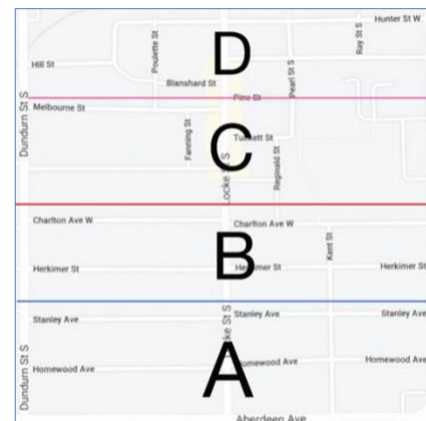 Hunter St W
Ray St S
Poulette St
D
Hill St
Pearl St S
Blanshard St
Pine St
Dundurn St S
Melbourne St
Fanning St
C
Tuckett St
Locke St S
Reginald St
Charlton Ave W
Charlton Ave W
B
Kent St
Herkimer St
Herkimer St
Herkimer St
Stanley Ave
Stanley Ave
Stanley Ave
Locke St S
Dundurn St S
A
Homewood Ave
Homewood Ave
Homewood Ave
Aberdeen Ave